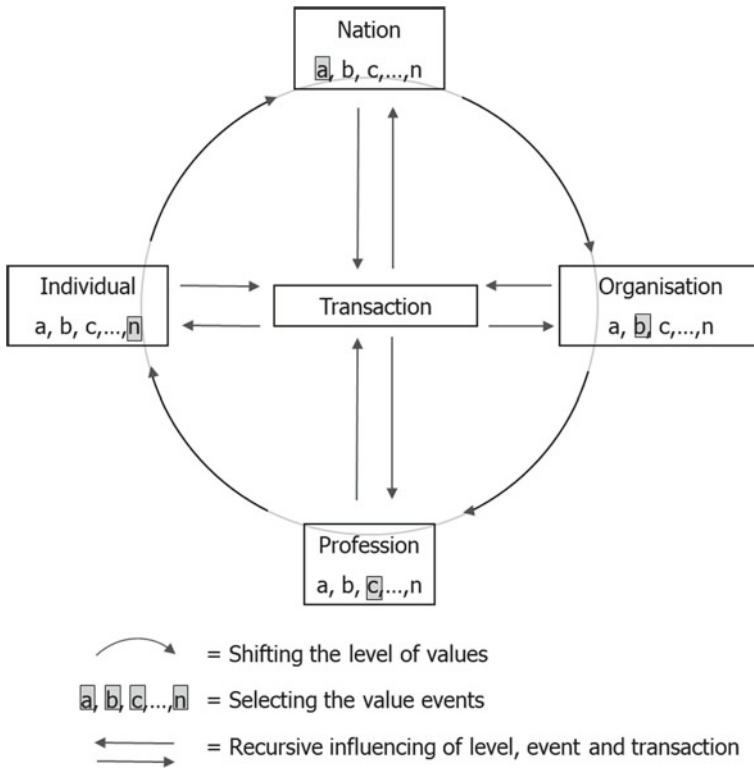 Nation
a, b, c,...,n
Individual
a, b, c,...,n
Transaction
Organisation
a, b, c,...,n
Profession
a, b, c,...,n
= Shifting the level of values
a, b, c,...,n = Selecting the value events
= Recursive influencing of level, event and transaction